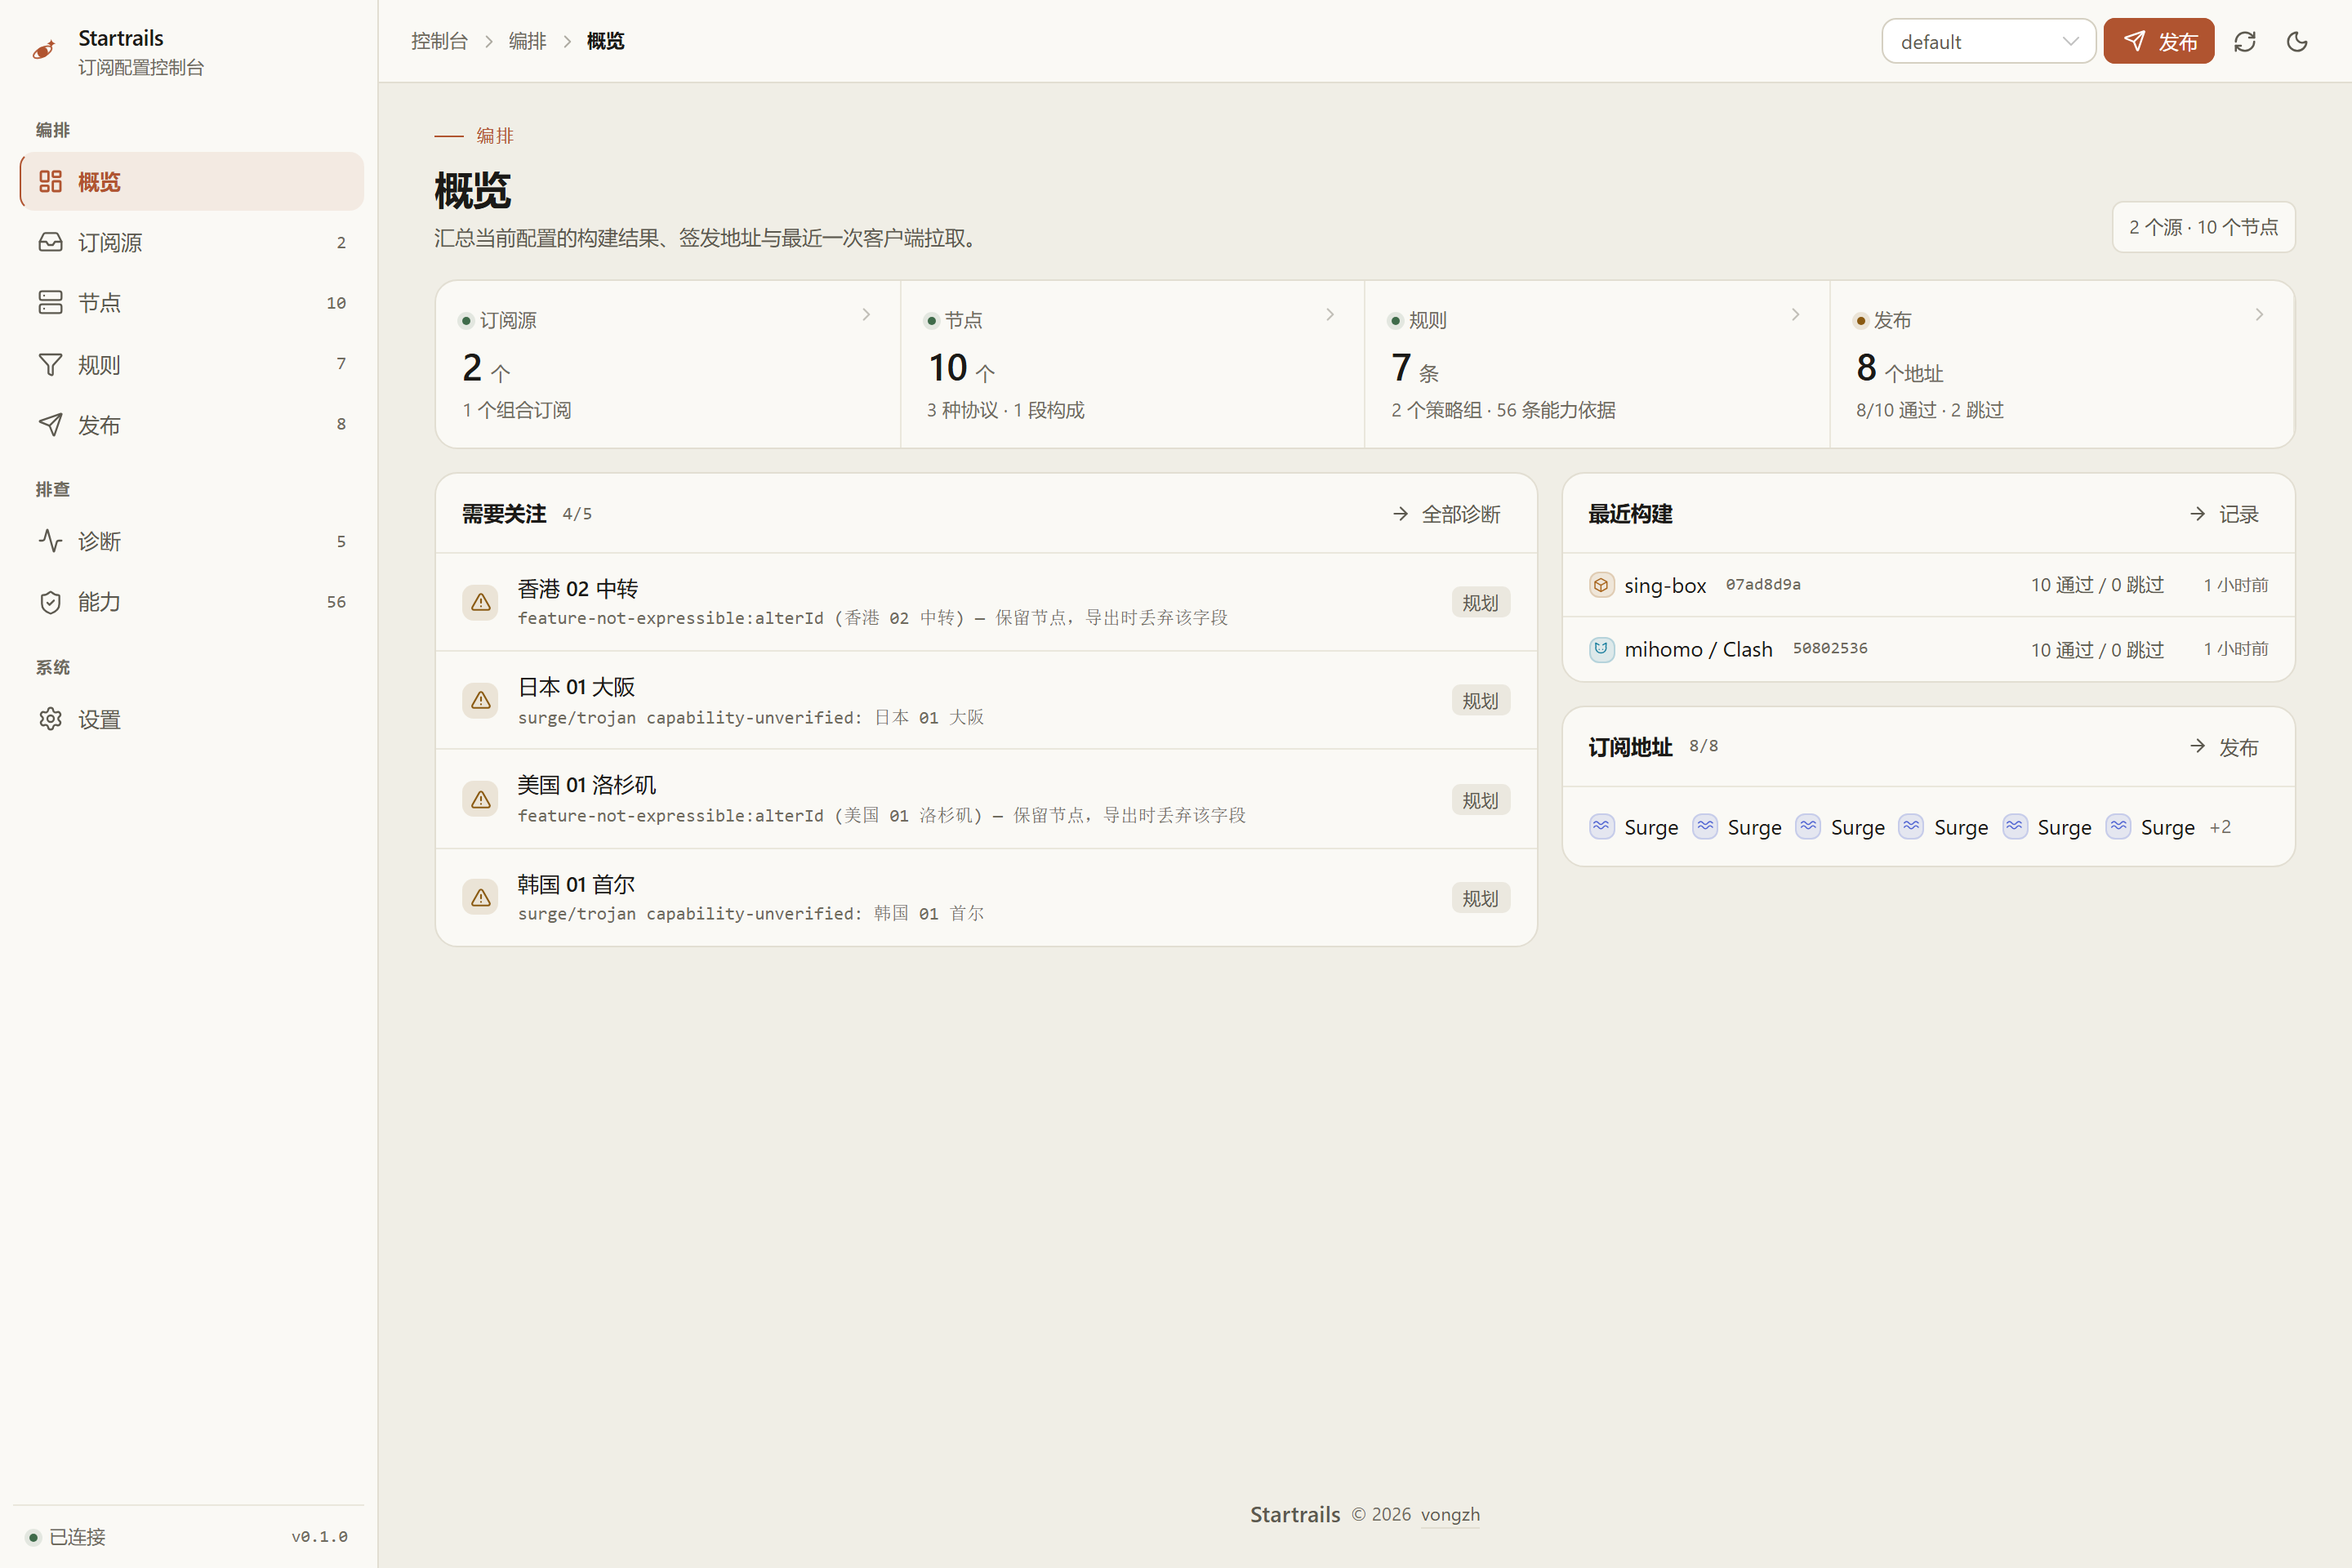 Startrails
订阅配置控制台
编排
概览
订阅源 2
节点 10
规则 7
发布 8
排查
诊断 5
能力 56
系统
设置
已连接 v0.1.0
控制台 > 编排 > 概览
default
发布
— 编排
概览
汇总当前配置的构建结果、签发地址与最近一次客户端拉取。
2 个源 · 10 个节点
订阅源
2 个
1 个组合订阅
节点
10 个
3 种协议 · 1 段构成
规则
7 条
2 个策略组 · 56 条能力依据
发布
8 个地址
8/10 通过 · 2 跳过
需要关注 4/5
→ 全部诊断
香港 02 中转
feature-not-expressible:alterId (香港 02 中转) — 保留节点，导出时丢弃该字段
规划
日本 01 大阪
surge/trojan capability-unverified: 日本 01 大阪
规划
美国 01 洛杉矶
feature-not-expressible:alterId (美国 01 洛杉矶) — 保留节点，导出时丢弃该字段
规划
韩国 01 首尔
surge/trojan capability-unverified: 韩国 01 首尔
规划
最近构建
→ 记录
sing-box 07ad8d9a 10 通过 / 0 跳过 1 小时前
mihomo / Clash 50802536 10 通过 / 0 跳过 1 小时前
订阅地址 8/8
→ 发布
Surge Surge Surge Surge Surge Surge +2
Startrails © 2026 vongzh